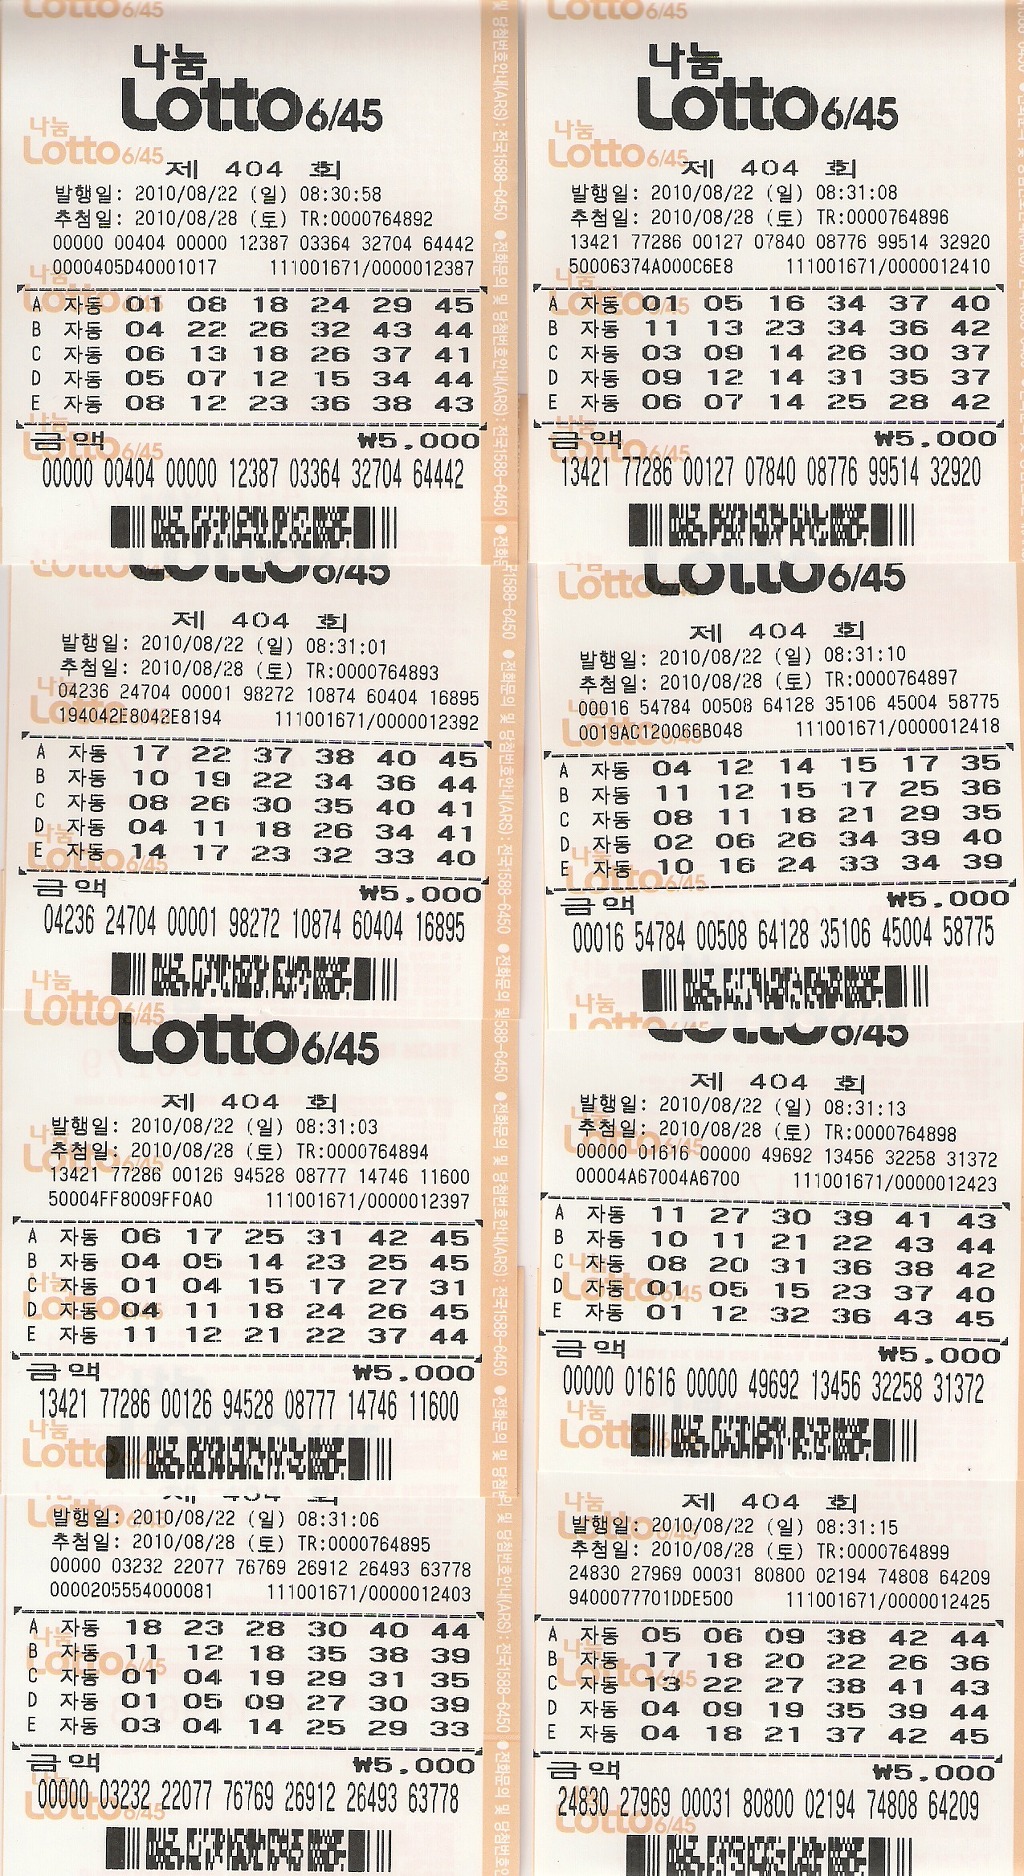 나눔
Lotto 6/45
제 404 회
발행일: 2010/08/22 (일) 08:30:58
추첨일: 2010/08/28 (토) TR:0000764892
00000 00404 00000 12387 03364 32704 64442
0000405D40001017 111001671/0000012387
A 자동 01 08 18 24 29 45
B 자동 04 22 26 32 43 44
C 자동 06 13 18 26 37 41
D 자동 05 07 12 15 34 44
E 자동 08 12 23 36 38 43
금액 ₩5,000
00000 00404 00000 12387 03364 32704 64442
Lotto 6/45
제 404 회
발행일: 2010/08/22 (일) 08:31:01
추첨일: 2010/08/28 (토) TR:0000764893
04236 24704 00001 98272 10874 60404 16895
194042E8042E8194 111001671/0000012392
A 자동 17 22 37 38 40 45
B 자동 10 19 22 34 36 44
C 자동 08 26 30 35 40 41
D 자동 04 11 18 26 34 41
E 자동 14 17 23 32 33 40
금액 ₩5,000
04236 24704 00001 98272 10874 60404 16895
Lotto 6/45
제 404 회
발행일: 2010/08/22 (일) 08:31:03
추첨일: 2010/08/28 (토) TR:0000764894
13421 77286 00126 94528 08777 14746 11600
50004FF8009FF0A0 111001671/0000012397
A 자동 06 17 25 31 42 45
B 자동 04 05 14 23 25 45
C 자동 01 04 15 17 27 31
D 자동 04 11 18 24 26 45
E 자동 11 12 21 22 37 44
금액 ₩5,000
13421 77286 00126 94528 08777 14746 11600
제 404 회
발행일: 2010/08/22 (일) 08:31:06
추첨일: 2010/08/28 (토) TR:0000764895
00000 03232 22077 76769 26912 26493 63778
0000205554000081 111001671/0000012403
A 자동 18 23 28 30 40 44
B 자동 11 12 18 35 38 39
C 자동 01 04 19 29 31 35
D 자동 01 05 09 27 30 39
E 자동 03 04 14 25 29 33
금액 ₩5,000
00000 03232 22077 76769 26912 26493 63778
나눔
Lotto 6/45
제 404 회
발행일: 2010/08/22 (일) 08:31:08
추첨일: 2010/08/28 (토) TR:0000764896
13421 77286 00127 07840 08776 99514 32920
50006374A000C6E8 111001671/0000012410
A 자동 01 05 16 34 37 40
B 자동 11 13 23 34 36 42
C 자동 03 09 14 26 30 37
D 자동 09 12 14 31 35 37
E 자동 06 07 14 25 28 42
금액 ₩5,000
13421 77286 00127 07840 08776 99514 32920
Lotto 6/45
제 404 회
발행일: 2010/08/22 (일) 08:31:10
추첨일: 2010/08/28 (토) TR:0000764897
00016 54784 00508 64128 35106 45004 58775
0019AC120066B048 111001671/0000012418
A 자동 04 12 14 15 17 35
B 자동 11 12 15 17 25 36
C 자동 08 11 18 21 29 35
D 자동 02 06 26 34 39 40
E 자동 10 16 24 33 34 39
금액 ₩5,000
00016 54784 00508 64128 35106 45004 58775
Lotto 6/45
제 404 회
발행일: 2010/08/22 (일) 08:31:13
추첨일: 2010/08/28 (토) TR:0000764898
00000 01616 00000 49692 13456 32258 31372
00004A67004A6700 111001671/0000012423
A 자동 11 27 30 39 41 43
B 자동 10 11 21 22 43 44
C 자동 08 20 31 36 38 42
D 자동 01 05 15 23 37 40
E 자동 01 12 32 36 43 45
금액 ₩5,000
00000 01616 00000 49692 13456 32258 31372
제 404 회
발행일: 2010/08/22 (일) 08:31:15
추첨일: 2010/08/28 (토) TR:0000764899
24830 27969 00031 80800 02194 74808 64209
9400077701DDE500 111001671/0000012425
A 자동 05 06 09 38 42 44
B 자동 17 18 20 22 26 36
C 자동 13 22 27 38 41 43
D 자동 04 09 19 35 39 44
E 자동 04 18 21 37 42 45
금액 ₩5,000
24830 27969 00031 80800 02194 74808 64209